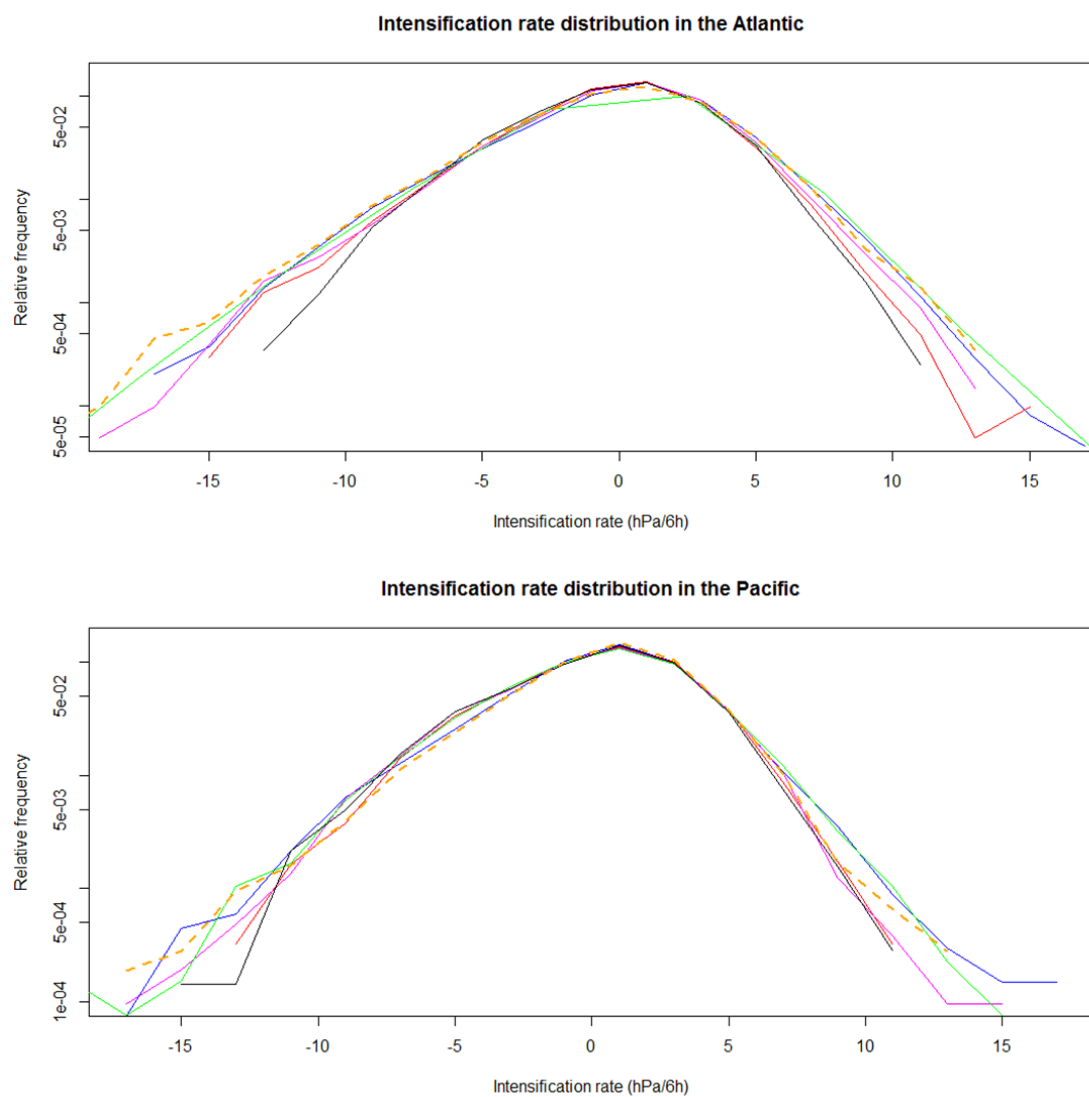 Intensification rate distribution in the Atlantic
Relative frequency
5e-02
5e-03
5e-04
5e-05
-15 -10 -5 0 5 10 15
Intensification rate (hPa/6h)
Intensification rate distribution in the Pacific
Relative frequency
5e-02
5e-03
5e-04
1e-04
-15 -10 -5 0 5 10 15
Intensification rate (hPa/6h)